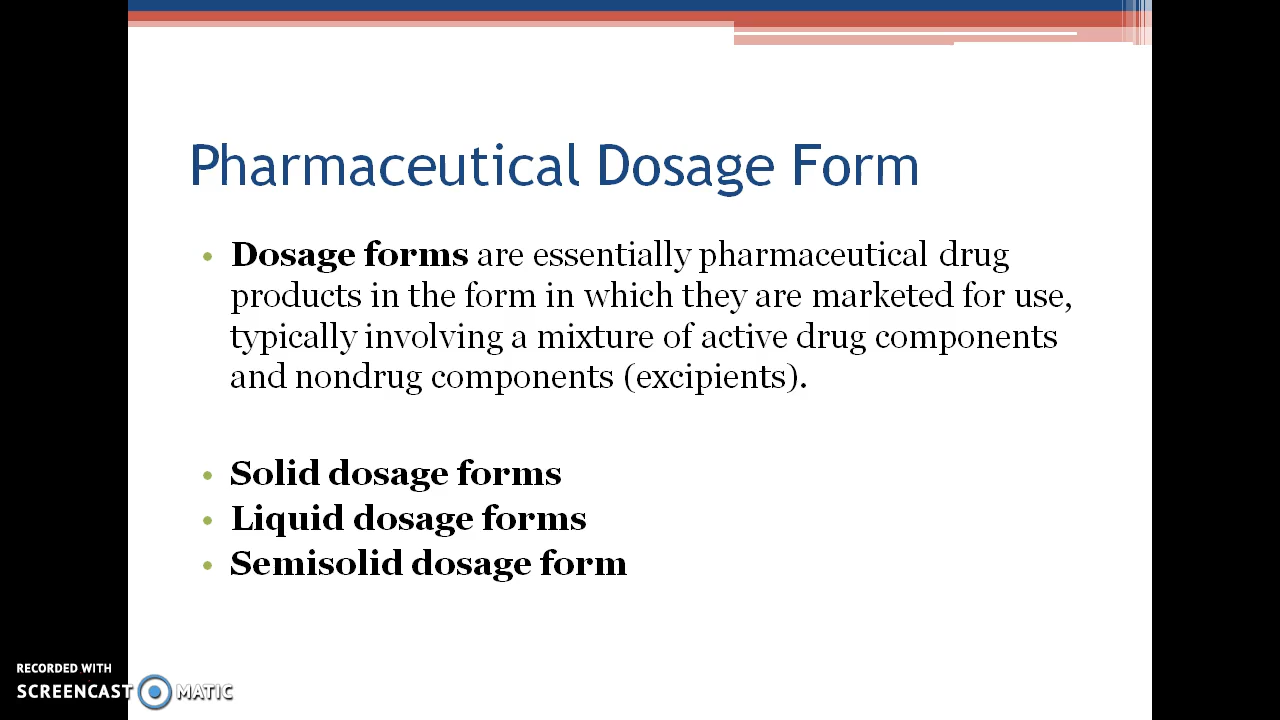 Pharmaceutical Dosage Form
• Dosage forms are essentially pharmaceutical drug
products in the form in which they are marketed for use,
typically involving a mixture of active drug components
and nondrug components (excipients).
• Solid dosage forms
• Liquid dosage forms
• Semisolid dosage form
RECORDED WITH
SCREENCAST MATIC